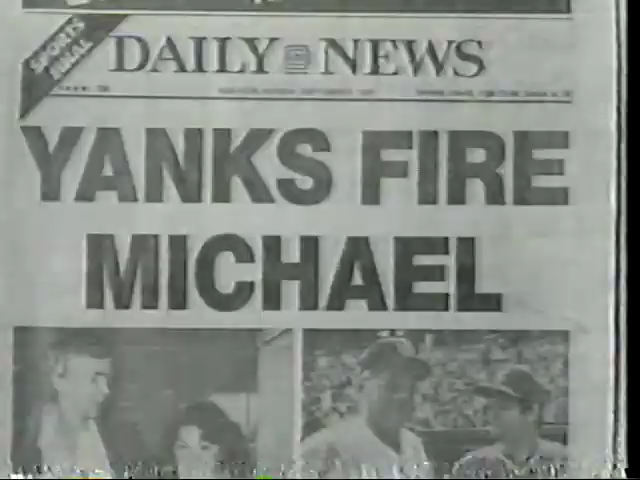 SPORTS
FINAL
DAILY NEWS
YANKS FIRE
MICHAEL